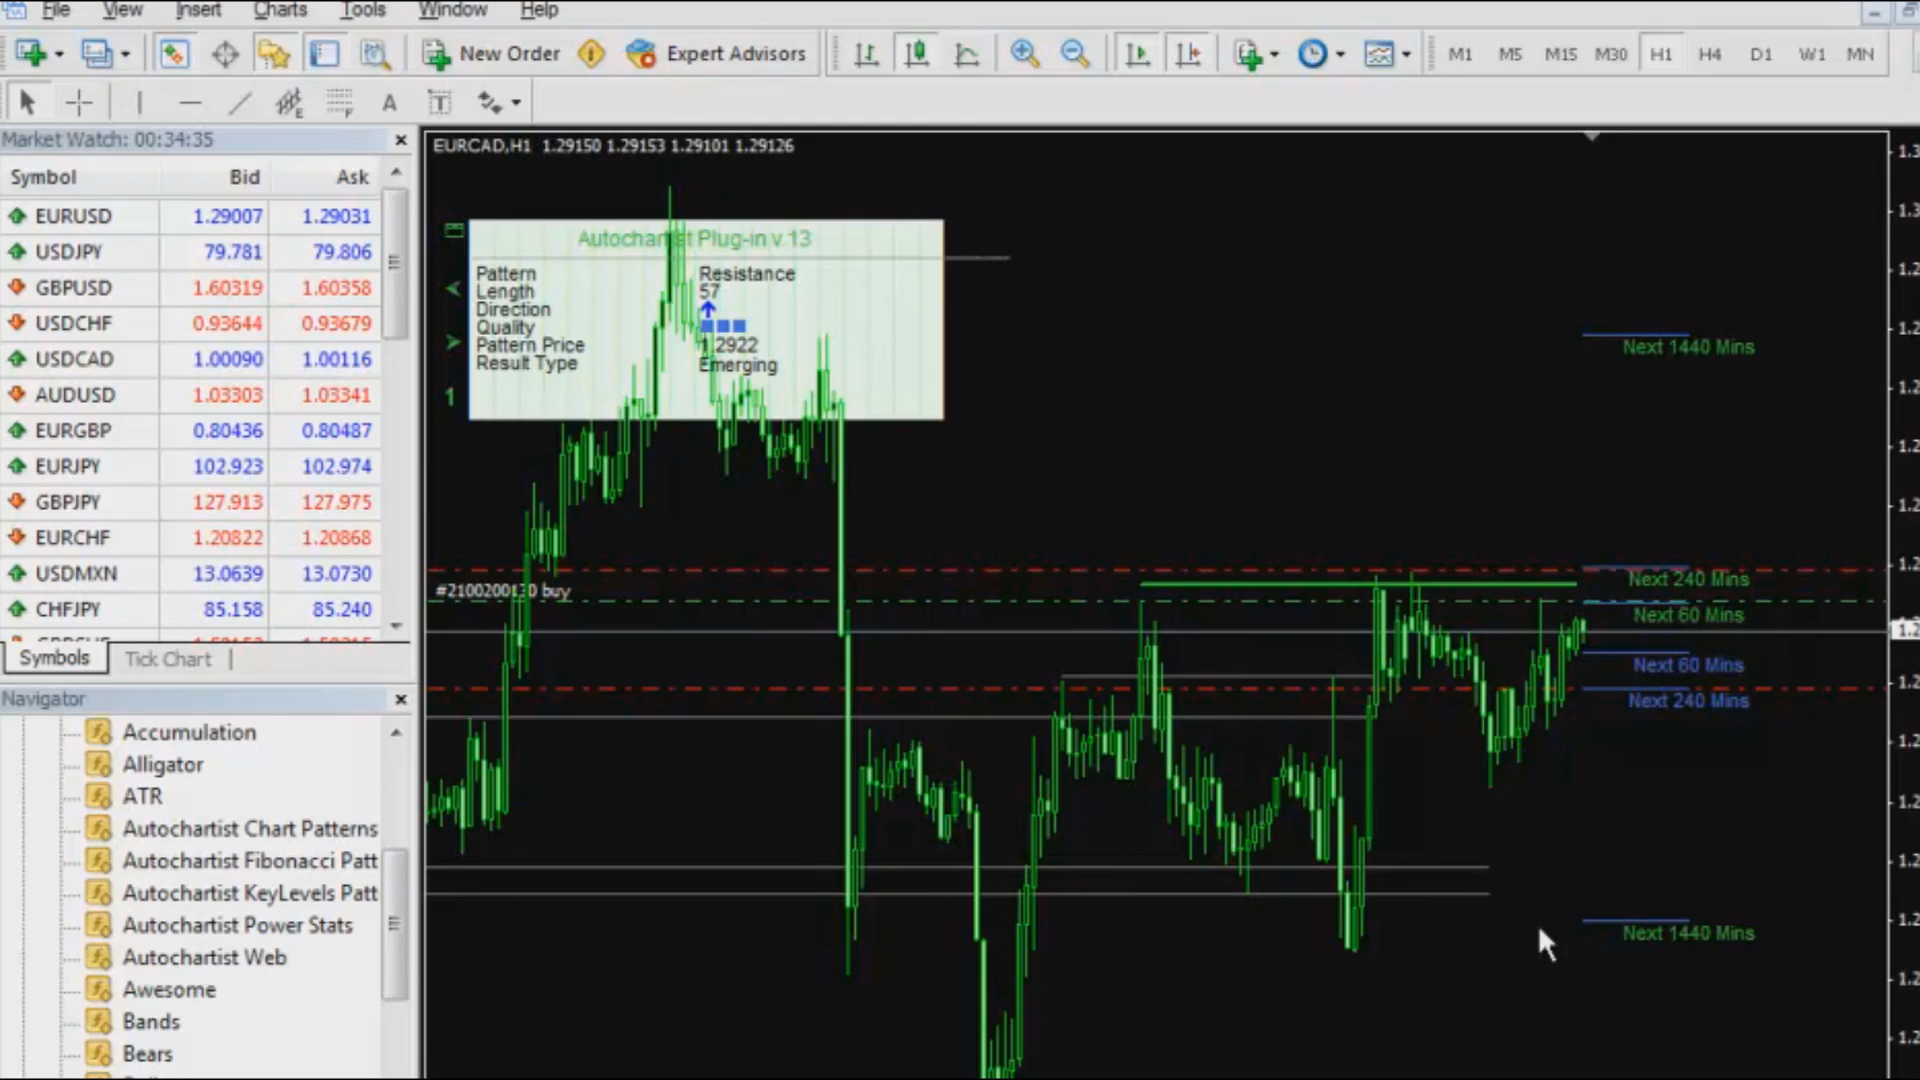 File View Insert Charts Tools Window Help
New Order Expert Advisors M1 M5 M15 M30 H1 H4 D1 W1 MN
A T
Market Watch: 00:34:35
Symbol Bid Ask
EURUSD 1.29007 1.29031
USDJPY 79.781 79.806
GBPUSD 1.60319 1.60358
USDCHF 0.93644 0.93679
USDCAD 1.00090 1.00116
AUDUSD 1.03303 1.03341
EURGBP 0.80436 0.80487
EURJPY 102.923 102.974
GBPJPY 127.913 127.975
EURCHF 1.20822 1.20868
USDMXN 13.0639 13.0730
CHFJPY 85.158 85.240
Symbols Tick Chart
Navigator
Accumulation
Alligator
ATR
Autochartist Chart Patterns
Autochartist Fibonacci Patt
Autochartist KeyLevels Patt
Autochartist Power Stats
Autochartist Web
Awesome
Bands
Bears
EURCAD,H1 1.29150 1.29153 1.29101 1.29126
Autochartist Plug-in v.13
Pattern Resistance
Length 57
Direction
Quality
Pattern Price 1.2922
Result Type Emerging
1
#2100200130 buy
Next 1440 Mins
Next 240 Mins
Next 60 Mins
Next 60 Mins
Next 240 Mins
Next 1440 Mins